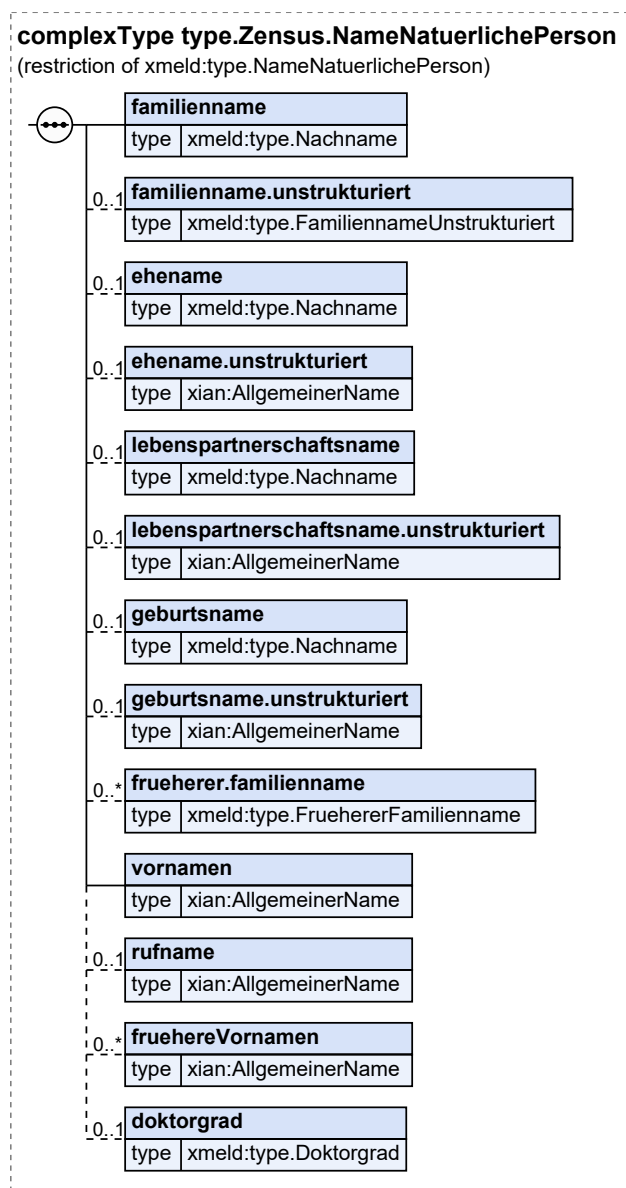 complexType type.Zensus.NameNatuerlichePerson
(restriction of xmeld:type.NameNatuerlichePerson)
familienname
type xmeld:type.Nachname
0..1 familienname.unstrukturiert
type xmeld:type.FamiliennameUnstrukturiert
0..1 ehename
type xmeld:type.Nachname
0..1 ehename.unstrukturiert
type xian:AllgemeinerName
0..1 lebenspartnerschaftsname
type xmeld:type.Nachname
0..1 lebenspartnerschaftsname.unstrukturiert
type xian:AllgemeinerName
0..1 geburtsname
type xmeld:type.Nachname
0..1 geburtsname.unstrukturiert
type xian:AllgemeinerName
0..* frueherer.familienname
type xmeld:type.FruehererFamilienname
vornamen
type xian:AllgemeinerName
0..1 rufname
type xian:AllgemeinerName
0..* fruehereVornamen
type xian:AllgemeinerName
0..1 doktorgrad
type xmeld:type.Doktorgrad